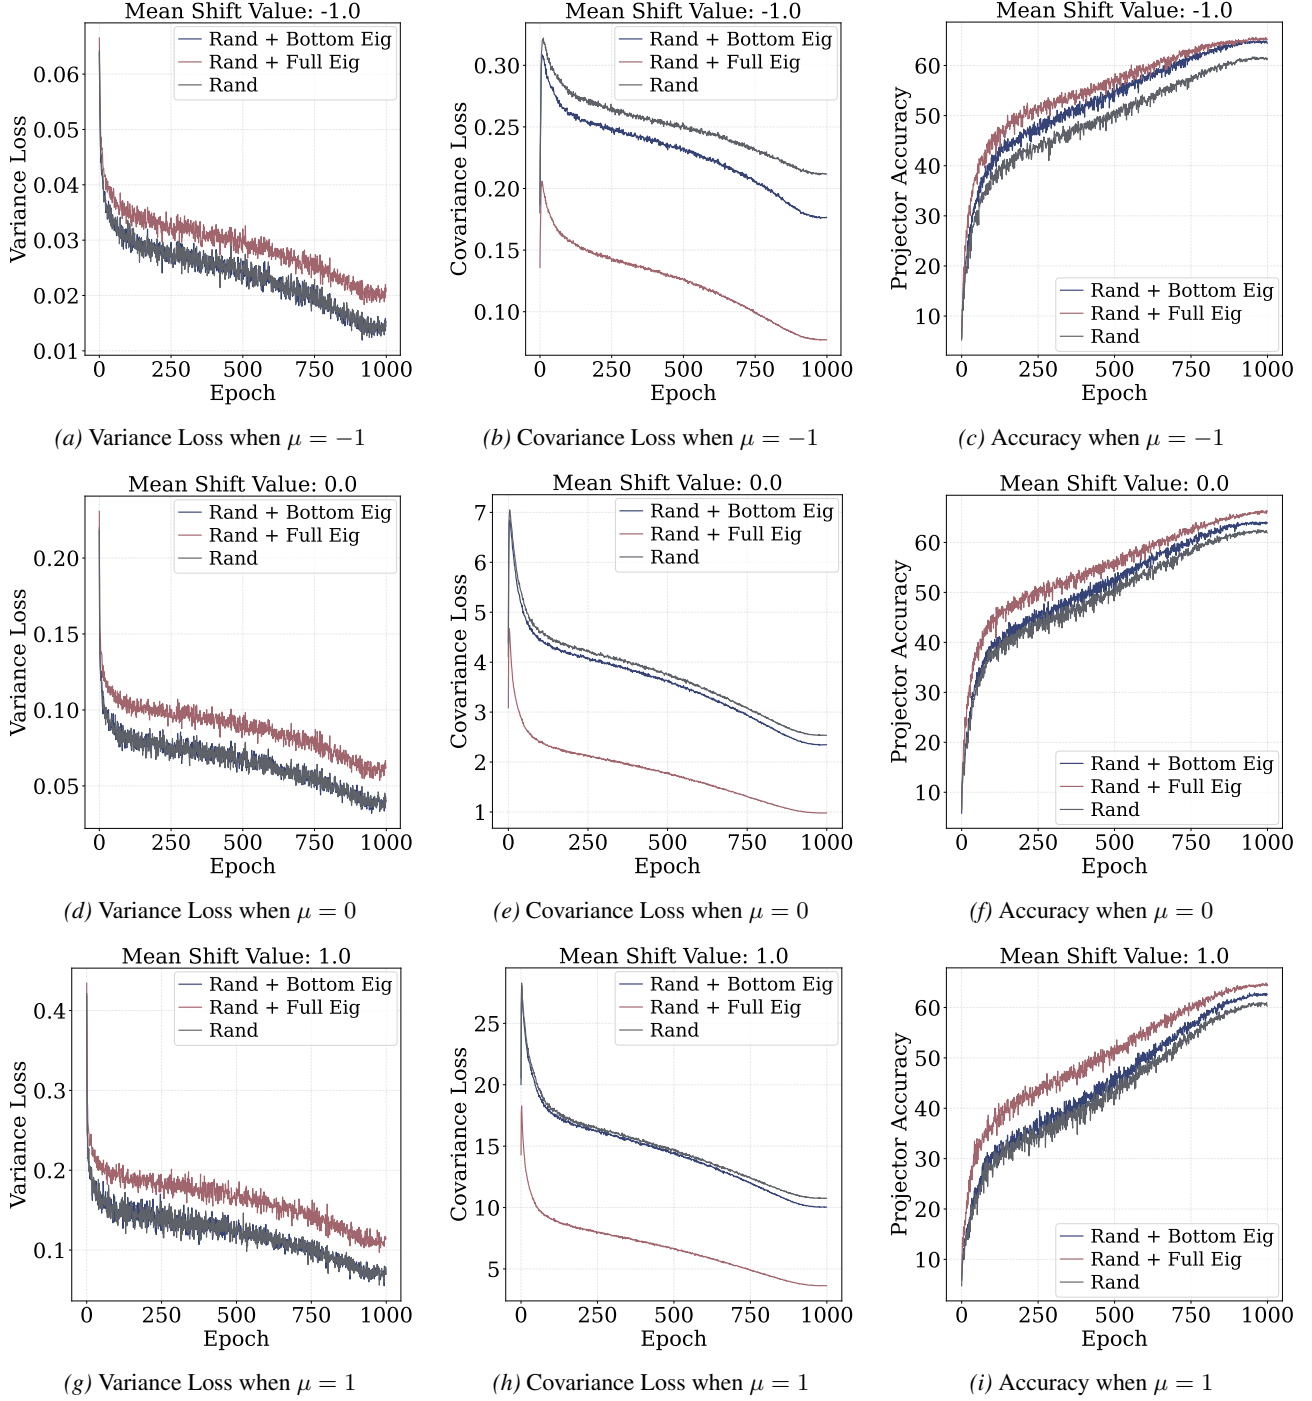 Mean Shift Value: -1.0
Variance Loss
0.06
0.05
0.04
0.03
0.02
0.01
Rand + Bottom Eig
Rand + Full Eig
Rand
0 250 500 750 1000
Epoch
(a) Variance Loss when μ = −1
Mean Shift Value: -1.0
Covariance Loss
0.30
0.25
0.20
0.15
0.10
Rand + Bottom Eig
Rand + Full Eig
Rand
0 250 500 750 1000
Epoch
(b) Covariance Loss when μ = −1
Mean Shift Value: -1.0
Projector Accuracy
60
50
40
30
20
10
Rand + Bottom Eig
Rand + Full Eig
Rand
0 250 500 750 1000
Epoch
(c) Accuracy when μ = −1
Mean Shift Value: 0.0
Variance Loss
0.20
0.15
0.10
0.05
Rand + Bottom Eig
Rand + Full Eig
Rand
0 250 500 750 1000
Epoch
(d) Variance Loss when μ = 0
Mean Shift Value: 0.0
Covariance Loss
7
6
5
4
3
2
1
Rand + Bottom Eig
Rand + Full Eig
Rand
0 250 500 750 1000
Epoch
(e) Covariance Loss when μ = 0
Mean Shift Value: 0.0
Projector Accuracy
60
50
40
30
20
10
Rand + Bottom Eig
Rand + Full Eig
Rand
0 250 500 750 1000
Epoch
(f) Accuracy when μ = 0
Mean Shift Value: 1.0
Variance Loss
0.4
0.3
0.2
0.1
Rand + Bottom Eig
Rand + Full Eig
Rand
0 250 500 750 1000
Epoch
(g) Variance Loss when μ = 1
Mean Shift Value: 1.0
Covariance Loss
25
20
15
10
5
Rand + Bottom Eig
Rand + Full Eig
Rand
0 250 500 750 1000
Epoch
(h) Covariance Loss when μ = 1
Mean Shift Value: 1.0
Projector Accuracy
60
50
40
30
20
10
Rand + Bottom Eig
Rand + Full Eig
Rand
0 250 500 750 1000
Epoch
(i) Accuracy when μ = 1